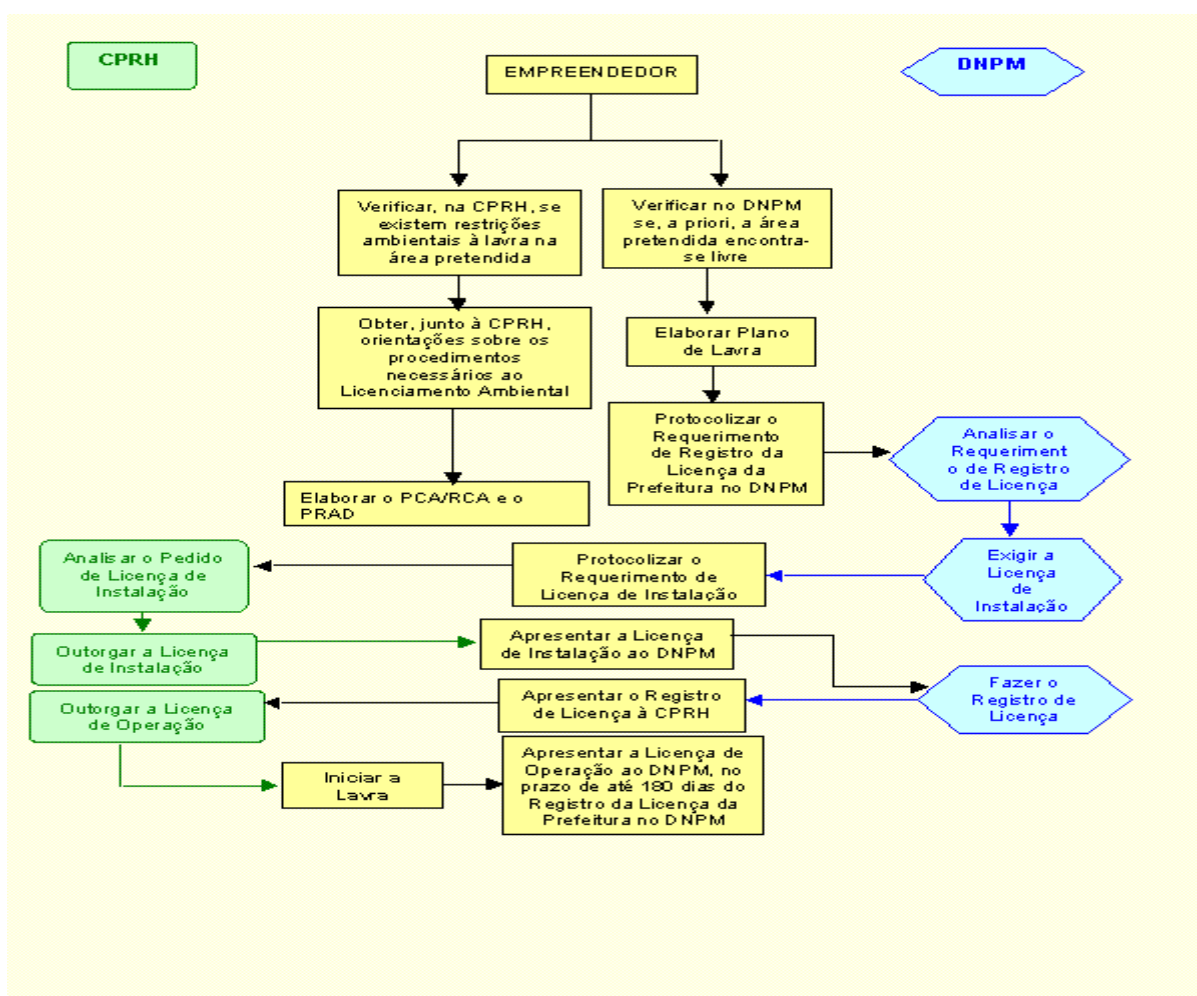 CPRH
EMPREENDEDOR
DNPM
Verificar, na CPRH, se
existem restrições
ambientais à lavra na
área pretendida
Verificar no DNPM
se, a priori, a área
pretendida encontra-
se livre
Obter, junto à CPRH,
orientações sobre os
procedimentos
necessários ao
Licenciamento Ambiental
Elaborar Plano
de Lavra
Protocolizar o
Requerimento
de Registro da
Licença da
Prefeitura no DNPM
Analisar o
Requeriment
o de Registro
de Licença
Elaborar o PCA/RCA e o
PRAD
Analisar o Pedido
de Licença de
Instalação
Protocolizar o
Requerimento de
Licença de Instalação
Exigir a
Licença
de
Instalação
Outorgar a Licença
de Instalação
Apresentar a Licença
de Instalação ao DNPM
Fazer o
Registro de
Licença
Outorgar a Licença
de Operação
Apresentar o Registro
de Licença à CPRH
Iniciar a
Lavra
Apresentar a Licença de
Operação ao DNPM, no
prazo de até 180 dias do
Registro da Licença da
Prefeitura no DNPM